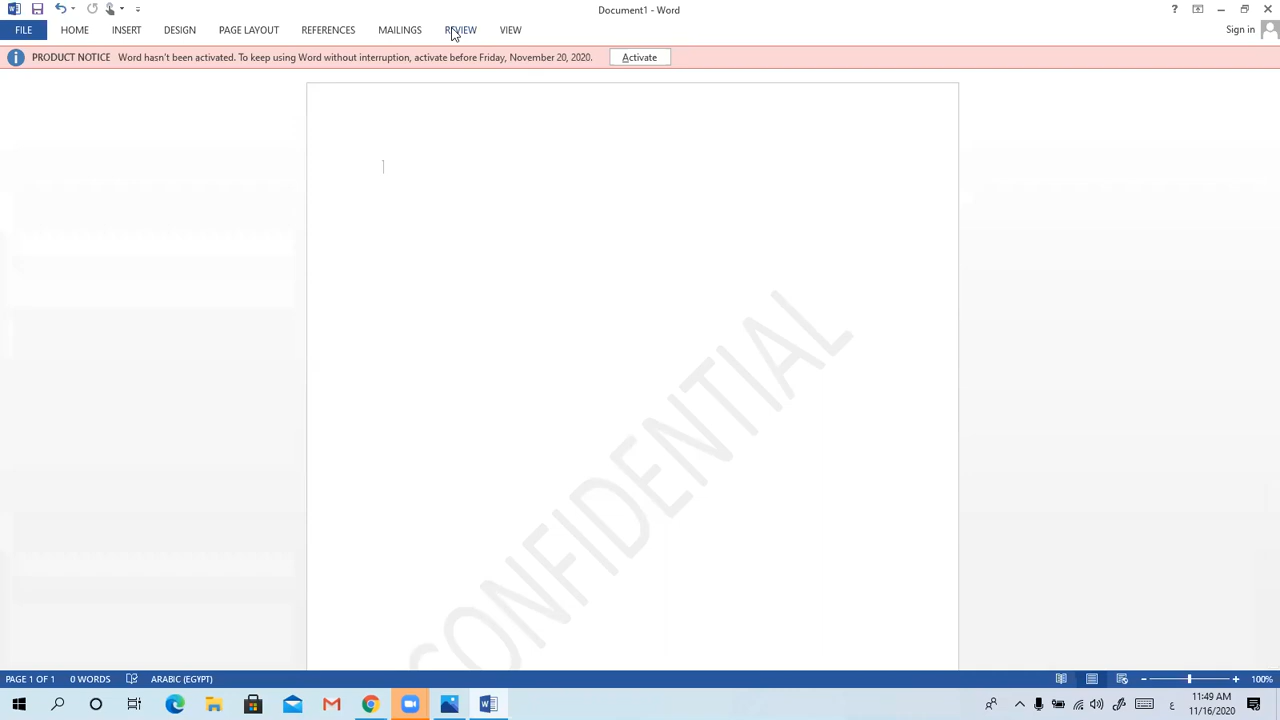 Document1 - Word
?
FILE
HOME
INSERT
DESIGN
PAGE LAYOUT
REFERENCES
MAILINGS
REVIEW
VIEW
Sign in
PRODUCT NOTICE Word hasn't been activated. To keep using Word without interruption, activate before Friday, November 20, 2020.
Activate
CONFIDENTIAL
PAGE 1 OF 1
0 WORDS
ARABIC (EGYPT)
100%
ع
11:49 AM
11/16/2020